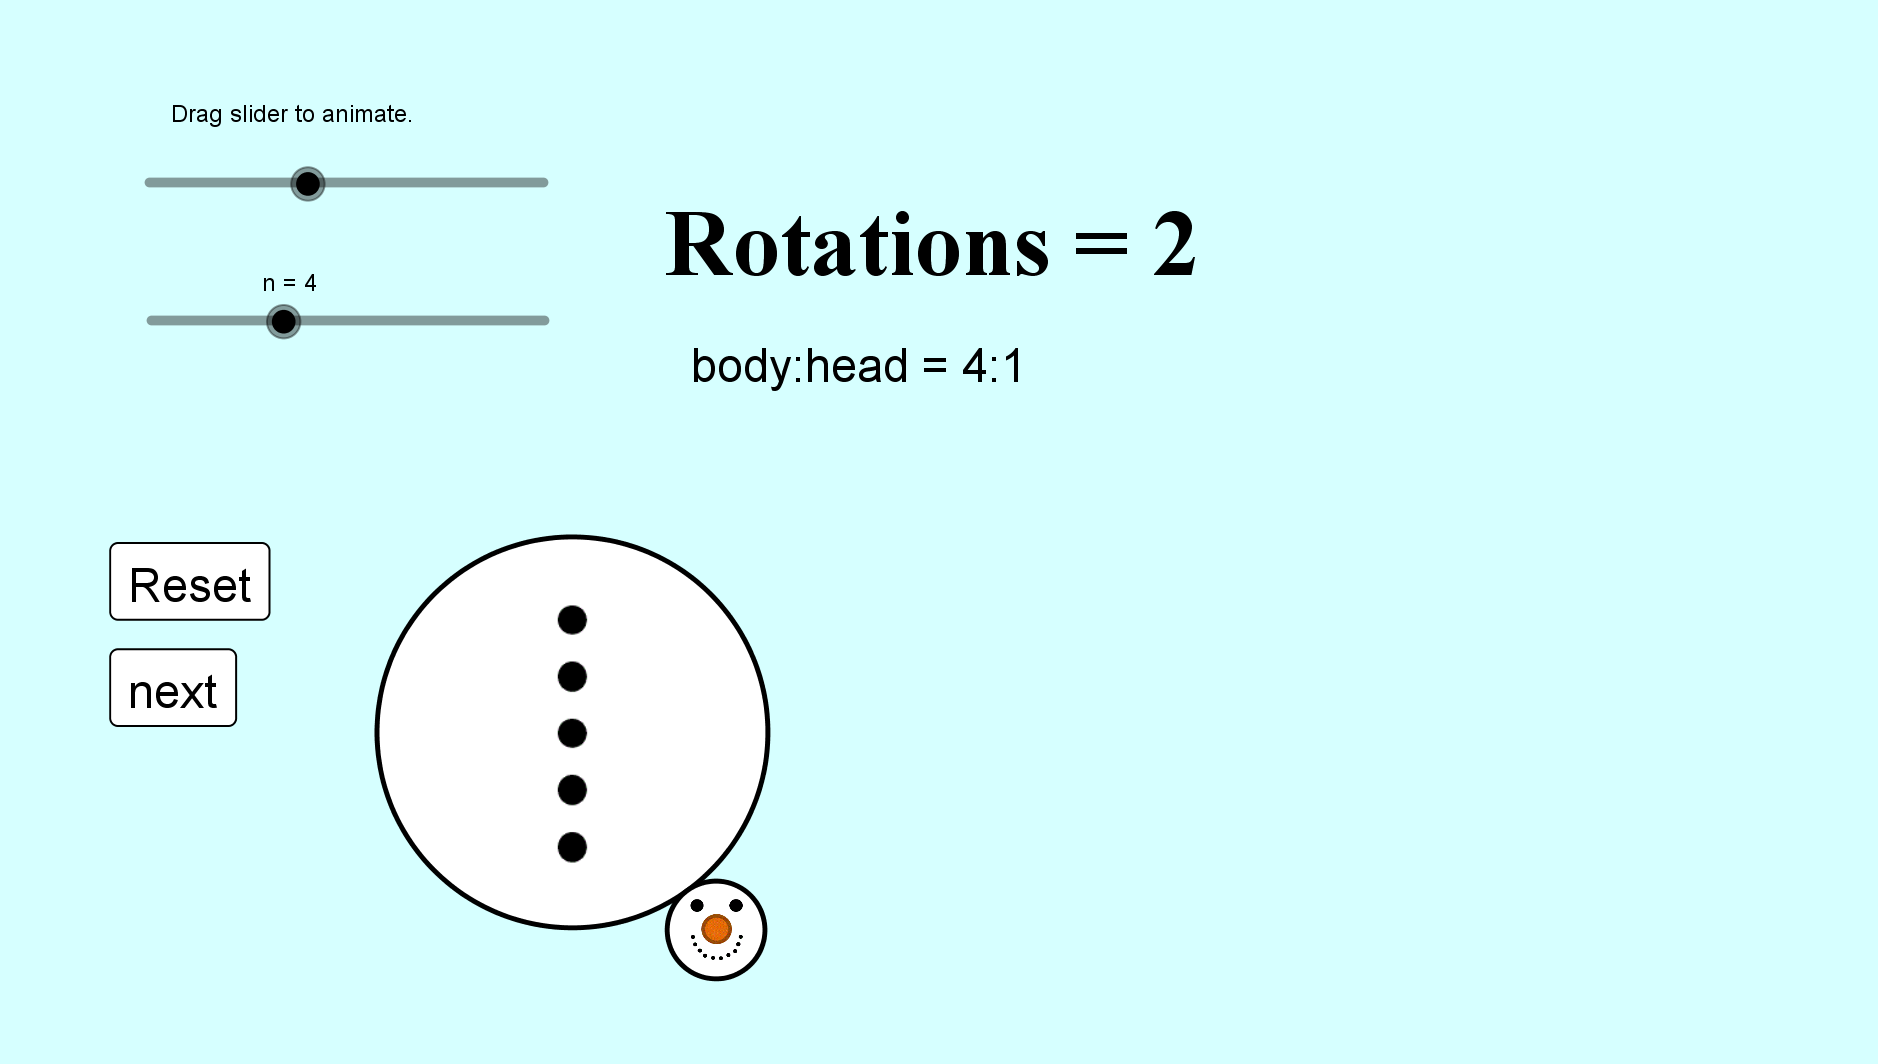 Drag slider to animate.
Rotations = 2
n = 4
body:head = 4:1
Reset
next